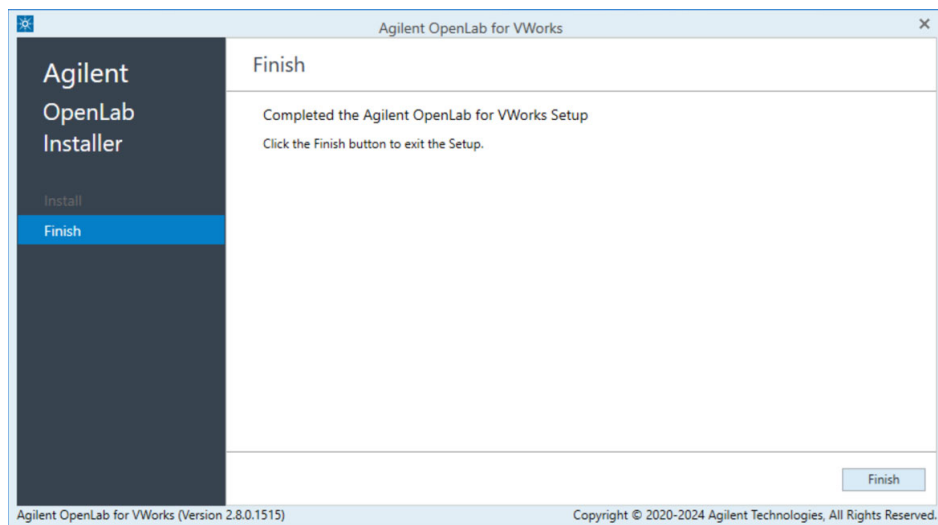 Agilent OpenLab for VWorks
Agilent
OpenLab
Installer
Install
Finish
Finish
Completed the Agilent OpenLab for VWorks Setup
Click the Finish button to exit the Setup.
Finish
Agilent OpenLab for VWorks (Version 2.8.0.1515)
Copyright © 2020-2024 Agilent Technologies, All Rights Reserved.